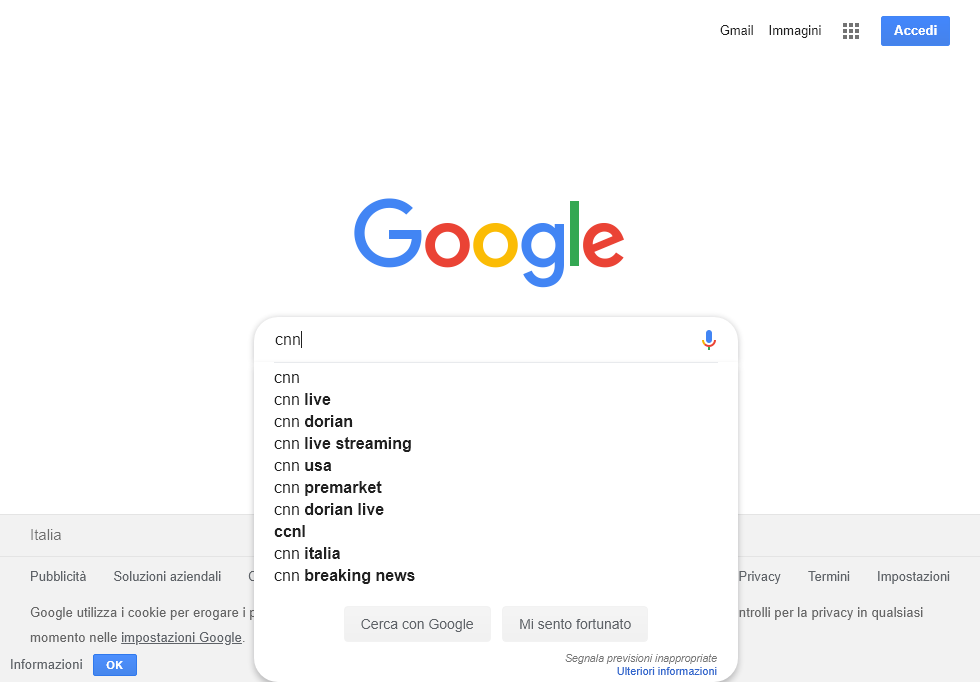 Gmail Immagini Accedi
Google
cnn
cnn
cnn live
cnn dorian
cnn live streaming
cnn usa
cnn premarket
cnn dorian live
ccnl
cnn italia
cnn breaking news
Cerca con Google Mi sento fortunato
Segnala previsioni inappropriate
Ulteriori informazioni
Italia
Pubblicità Soluzioni aziendali Privacy Termini Impostazioni
Google utilizza i cookie per erogare i per la privacy in qualsiasi
momento nelle impostazioni Google.
Informazioni OK